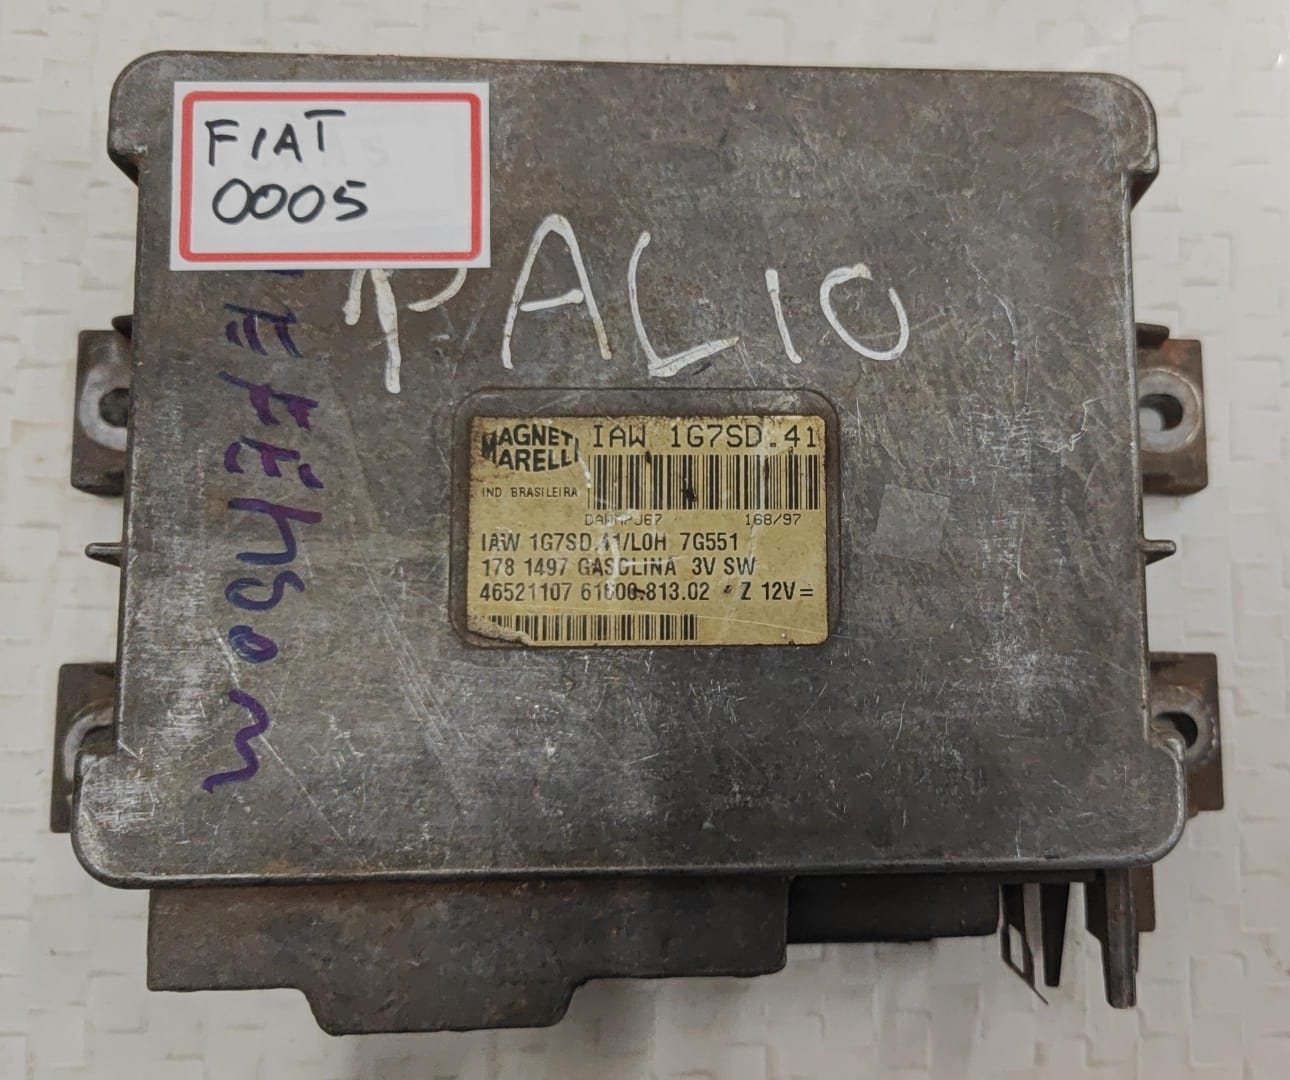 FIAT
0005
PALIO
MAGNETI
MARELLI
IAW 1G7SD.41
IND BRASILEIRA
168/97
IAW 1G7SD.41/LOH 7G551
178 1497 GASOLINA 3V SW
46521107 61600.813.02 Z 12V=